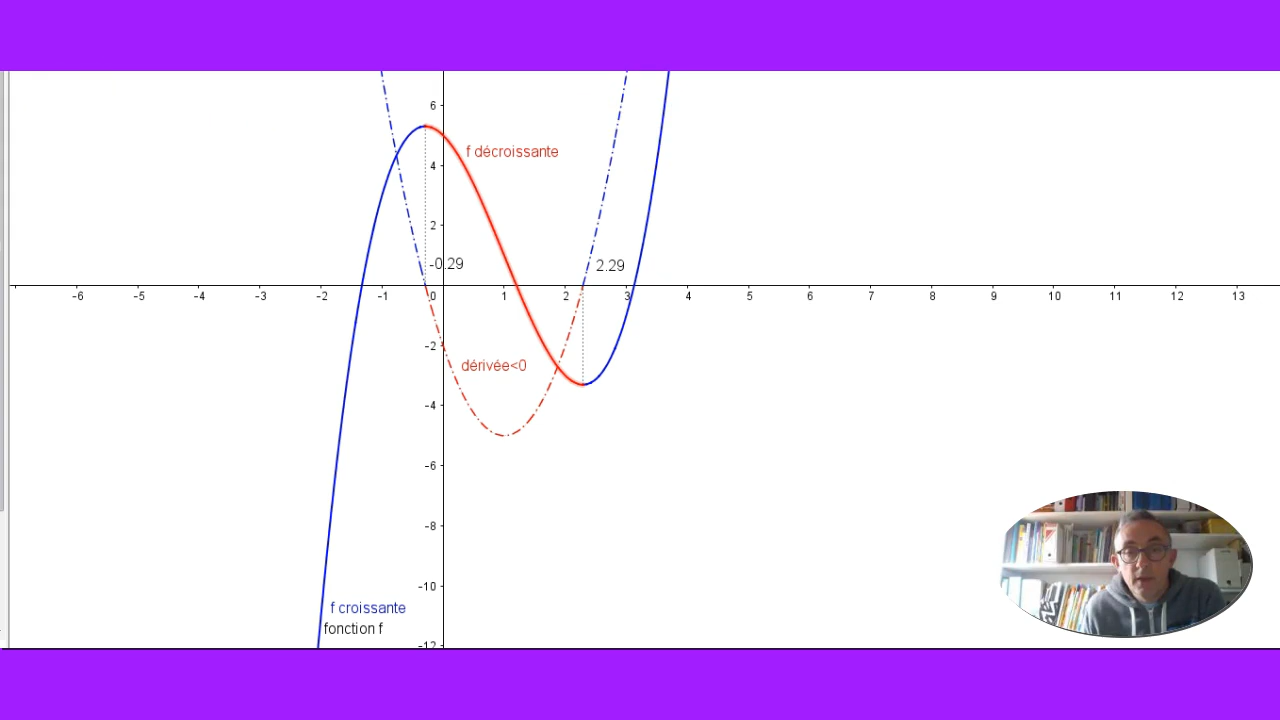 6
f décroissante
4
2
-0.29
2.29
-6 -5 -4 -3 -2 -1 0 1 2 3 4 5 6 7 8 9 10 11 12 13
-2
dérivée<0
-4
-6
-8
-10
f croissante
fonction f
-12